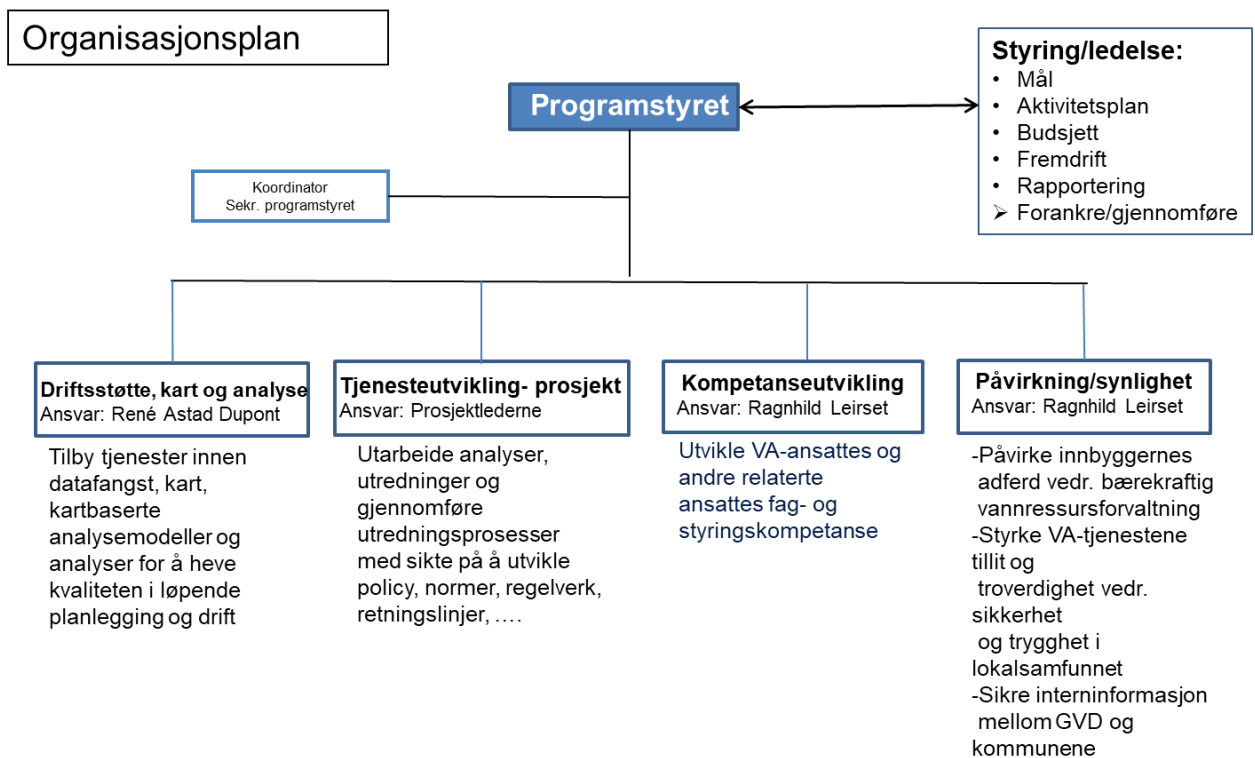 Organisasjonsplan
Programstyret
Styring/ledelse:
• Mål
• Aktivitetsplan
• Budsjett
• Fremdrift
• Rapportering
➢ Forankre/gjennomføre
Koordinator
Sekr. programstyret
Driftsstøtte, kart og analyse
Ansvar: René Astad Dupont
Tilby tjenester innen
datafangst, kart,
kartbaserte
analysemodeller og
analyser for å heve
kvaliteten i løpende
planlegging og drift
Tjenesteutvikling- prosjekt
Ansvar: Prosjektlederne
Utarbeide analyser,
utredninger og
gjennomføre
utredningsprosesser
med sikte på å utvikle
policy, normer, regelverk,
retningslinjer, ….
Kompetanseutvikling
Ansvar: Ragnhild Leirset
Utvikle VA-ansattes og
andre relaterte
ansattes fag- og
styringskompetanse
Påvirkning/synlighet
Ansvar: Ragnhild Leirset
-Påvirke innbyggernes
adferd vedr. bærekraftig
vannressursforvaltning
-Styrke VA-tjenestene
tillit og
troverdighet vedr.
sikkerhet
og trygghet i
lokalsamfunnet
-Sikre interninformasjon
mellom GVD og
kommunene